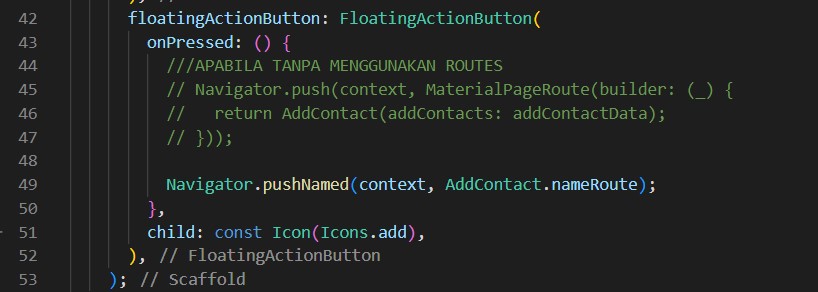 42 floatingActionButton: FloatingActionButton(
43 onPressed: () {
44 ///APABILA TANPA MENGGUNAKAN ROUTES
45 // Navigator.push(context, MaterialPageRoute(builder: (_) {
46 //   return AddContact(addContacts: addContactData);
47 // }));
48
49 Navigator.pushNamed(context, AddContact.nameRoute);
50 },
51 child: const Icon(Icons.add),
52 ), // FloatingActionButton
53 ); // Scaffold